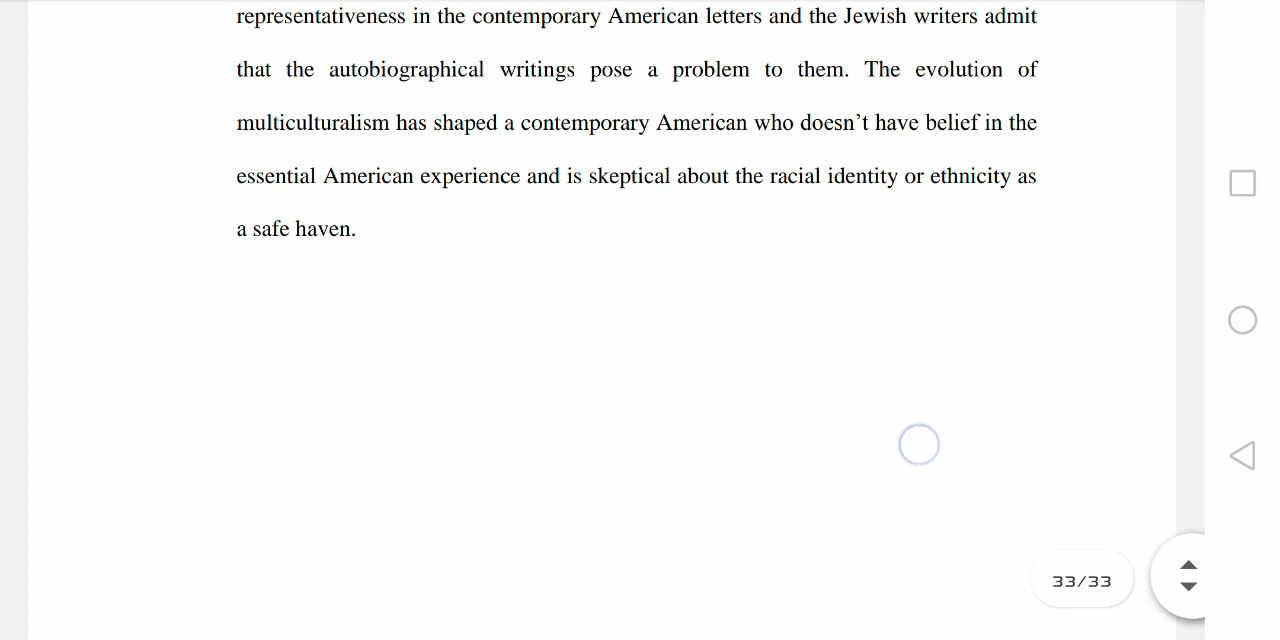 representativeness in the contemporary American letters and the Jewish writers admit
that the autobiographical writings pose a problem to them. The evolution of
multiculturalism has shaped a contemporary American who doesn’t have belief in the
essential American experience and is skeptical about the racial identity or ethnicity as
a safe haven.
33/33